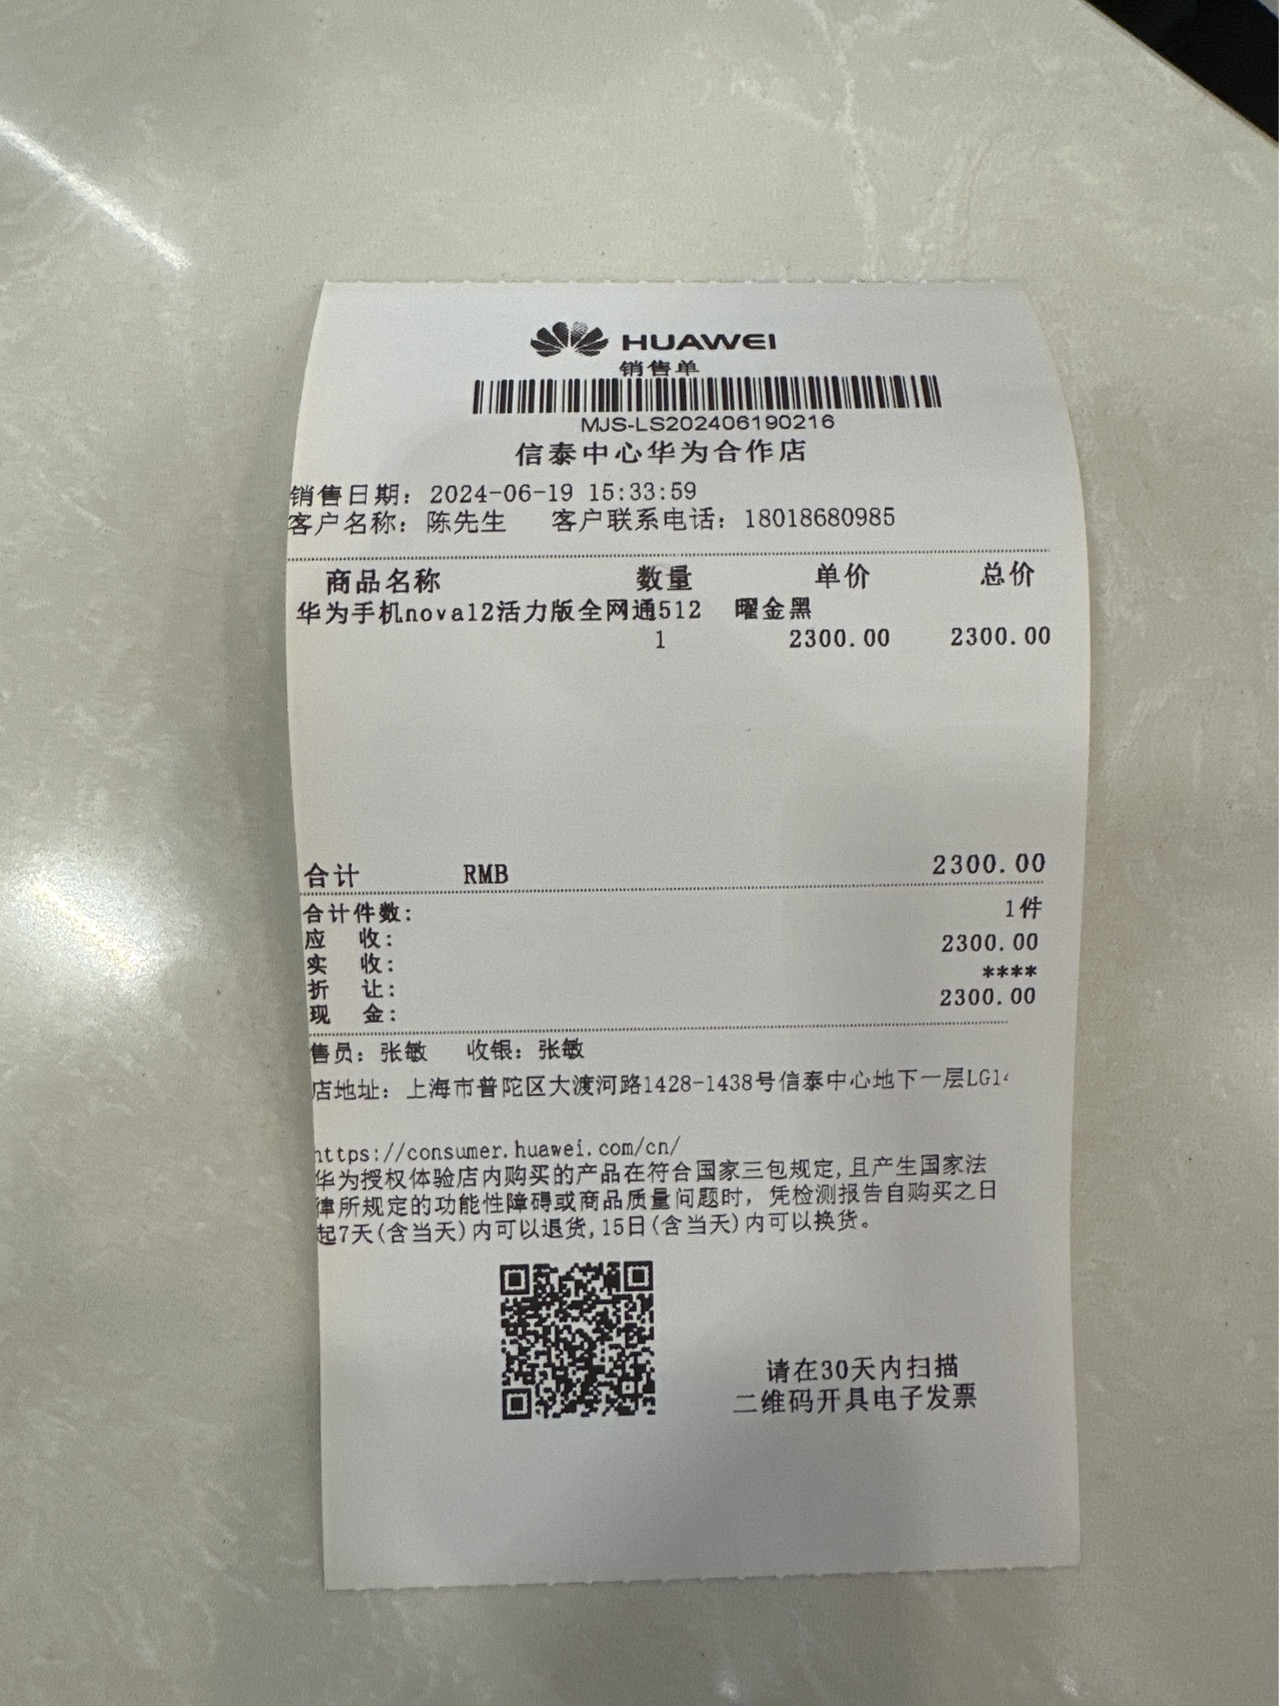 HUAWEI
销售单
MJS-LS202406190216
信泰中心华为合作店
销售日期: 2024-06-19 15:33:59
客户名称: 陈先生 客户联系电话: 18018680985
商品名称 数量 单价 总价
华为手机nova12活力版全网通512 曜金黑
1 2300.00 2300.00
合计 RMB 2300.00
合计件数: 1件
应 收: 2300.00
实 收: ****
折 让: 2300.00
现 金:
售员: 张敏 收银: 张敏
店地址: 上海市普陀区大渡河路1428-1438号信泰中心地下一层LG1
https://consumer.huawei.com/cn/
华为授权体验店内购买的产品在符合国家三包规定,且产生国家法
律所规定的功能性障碍或商品质量问题时, 凭检测报告自购买之日
起7天(含当天)内可以退货,15日(含当天)内可以换货。
请在30天内扫描
二维码开具电子发票